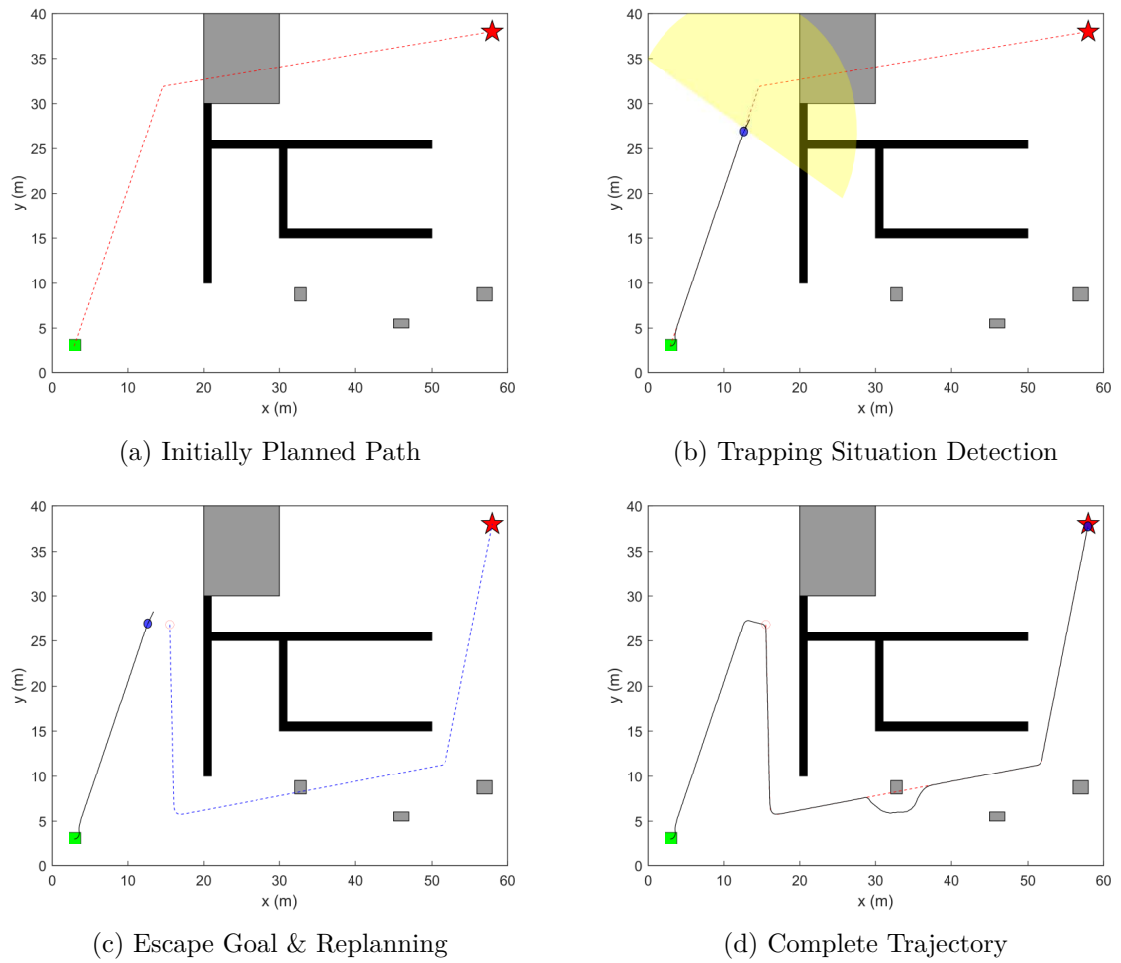 40
35
30
25
20
15
10
5
0
y (m)
0 10 20 30 40 50 60
x (m)
(a) Initially Planned Path
40
35
30
25
20
15
10
5
0
y (m)
0 10 20 30 40 50 60
x (m)
(b) Trapping Situation Detection
40
35
30
25
20
15
10
5
0
y (m)
0 10 20 30 40 50 60
x (m)
(c) Escape Goal & Replanning
40
35
30
25
20
15
10
5
0
y (m)
0 10 20 30 40 50 60
x (m)
(d) Complete Trajectory